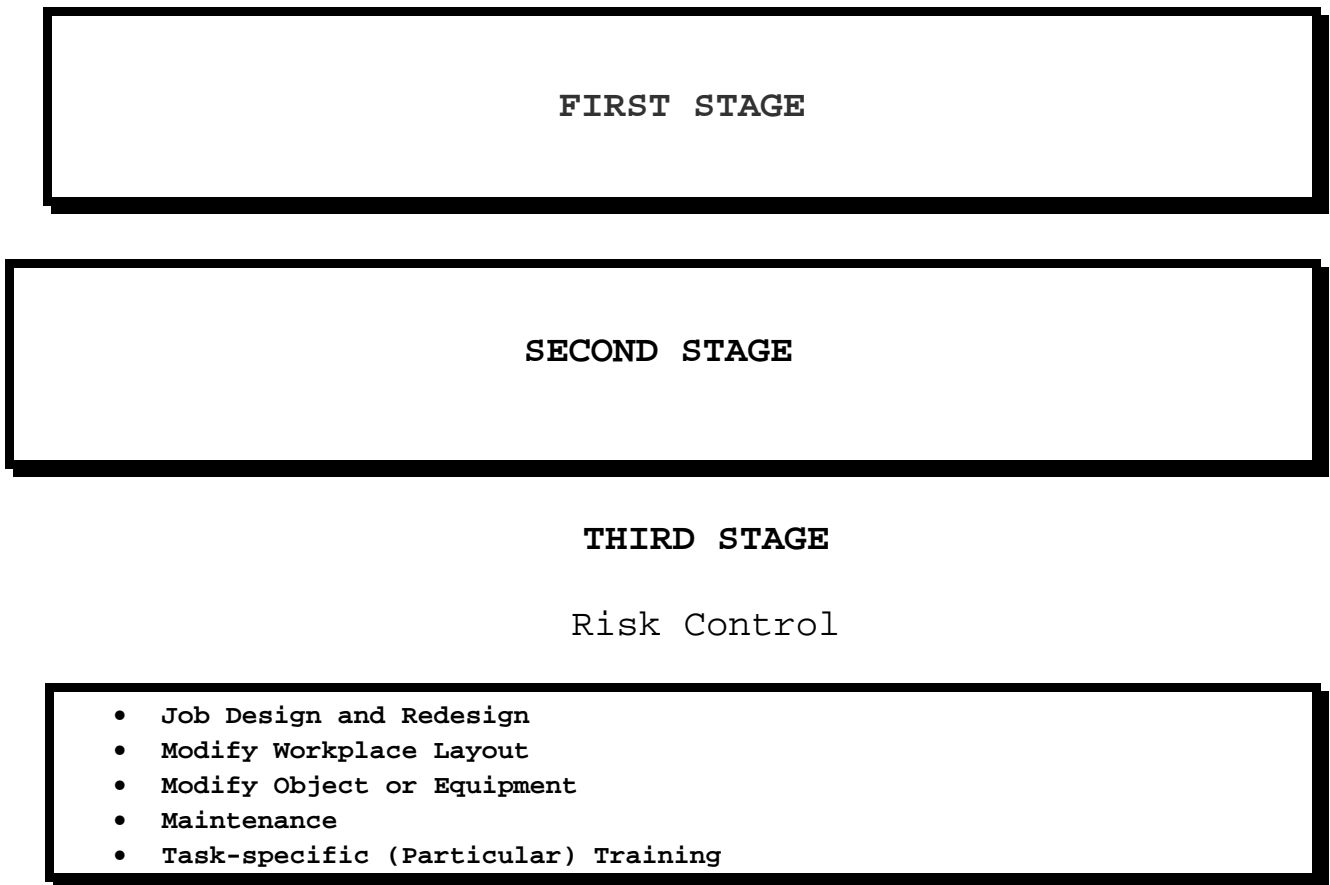 FIRST STAGE
SECOND STAGE
THIRD STAGE
Risk Control
• Job Design and Redesign
• Modify Workplace Layout
• Modify Object or Equipment
• Maintenance
• Task-specific (Particular) Training